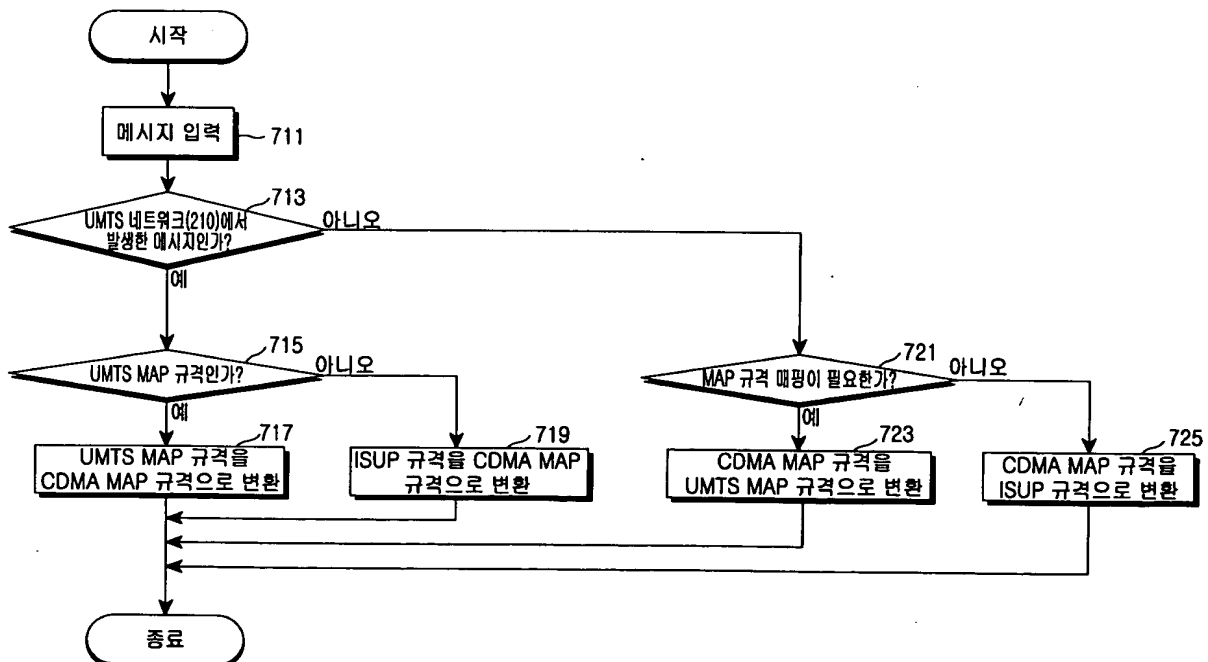 시작
메시지 입력
711
713
UMTS 네트워크(210)에서
발생한 메시지인가?
아니오
예
715
UMTS MAP 규격인가?
아니오
예
721
MAP 규격 매핑이 필요한가?
아니오
예
717
UMTS MAP 규격을
CDMA MAP 규격으로 변환
719
ISUP 규격을 CDMA MAP
규격으로 변환
723
CDMA MAP 규격을
UMTS MAP 규격으로 변환
725
CDMA MAP 규격을
ISUP 규격으로 변환
종료